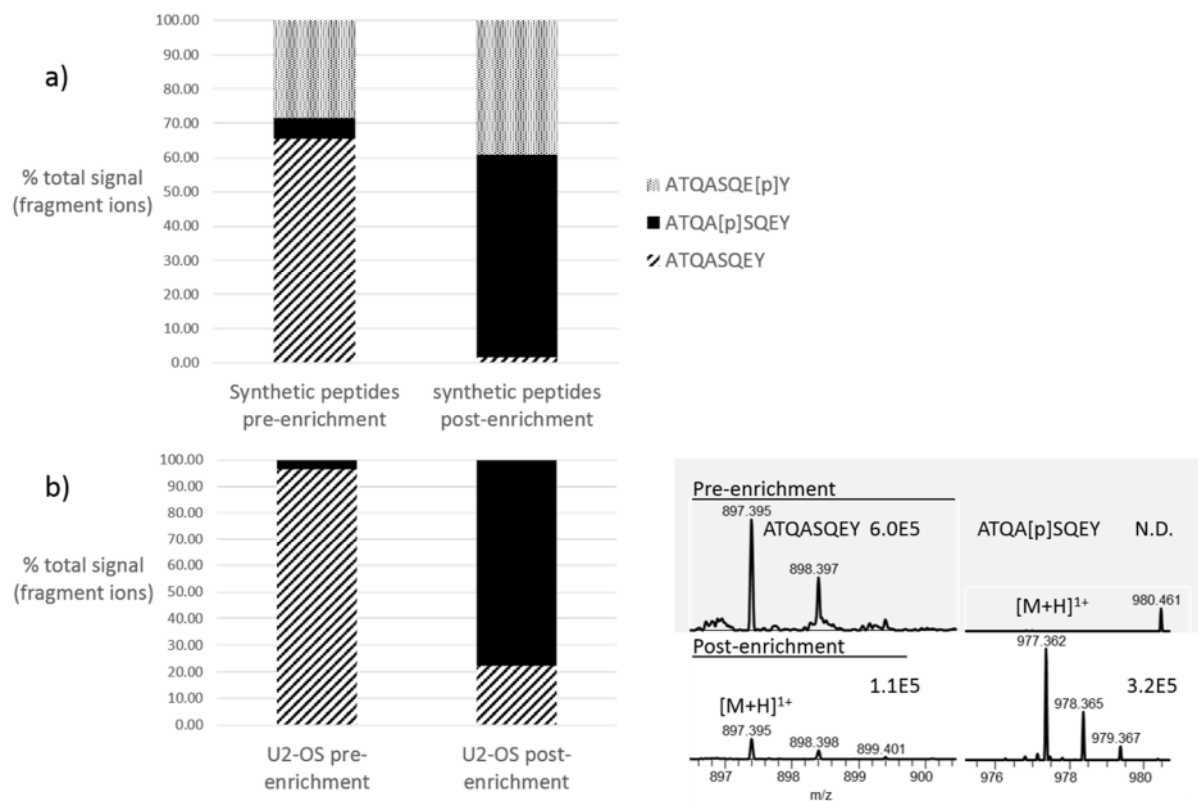 a)
% total signal
(fragment ions)
100.00
90.00
80.00
70.00
60.00
50.00
40.00
30.00
20.00
10.00
0.00
Synthetic peptides
pre-enrichment
synthetic peptides
post-enrichment
ATQASQE[p]Y
ATQA[p]SQEY
ATQASQEY
b)
% total signal
(fragment ions)
100.00
90.00
80.00
70.00
60.00
50.00
40.00
30.00
20.00
10.00
0.00
U2-OS pre-
enrichment
U2-OS post-
enrichment
Pre-enrichment
897.395
ATQASQEY 6.0E5
898.397
ATQA[p]SQEY N.D.
[M+H]1+
980.461
Post-enrichment
1.1E5
[M+H]1+
897.395
898.398
899.401
977.362
3.2E5
978.365
979.367
897 898 899 900
976 978 980
m/z